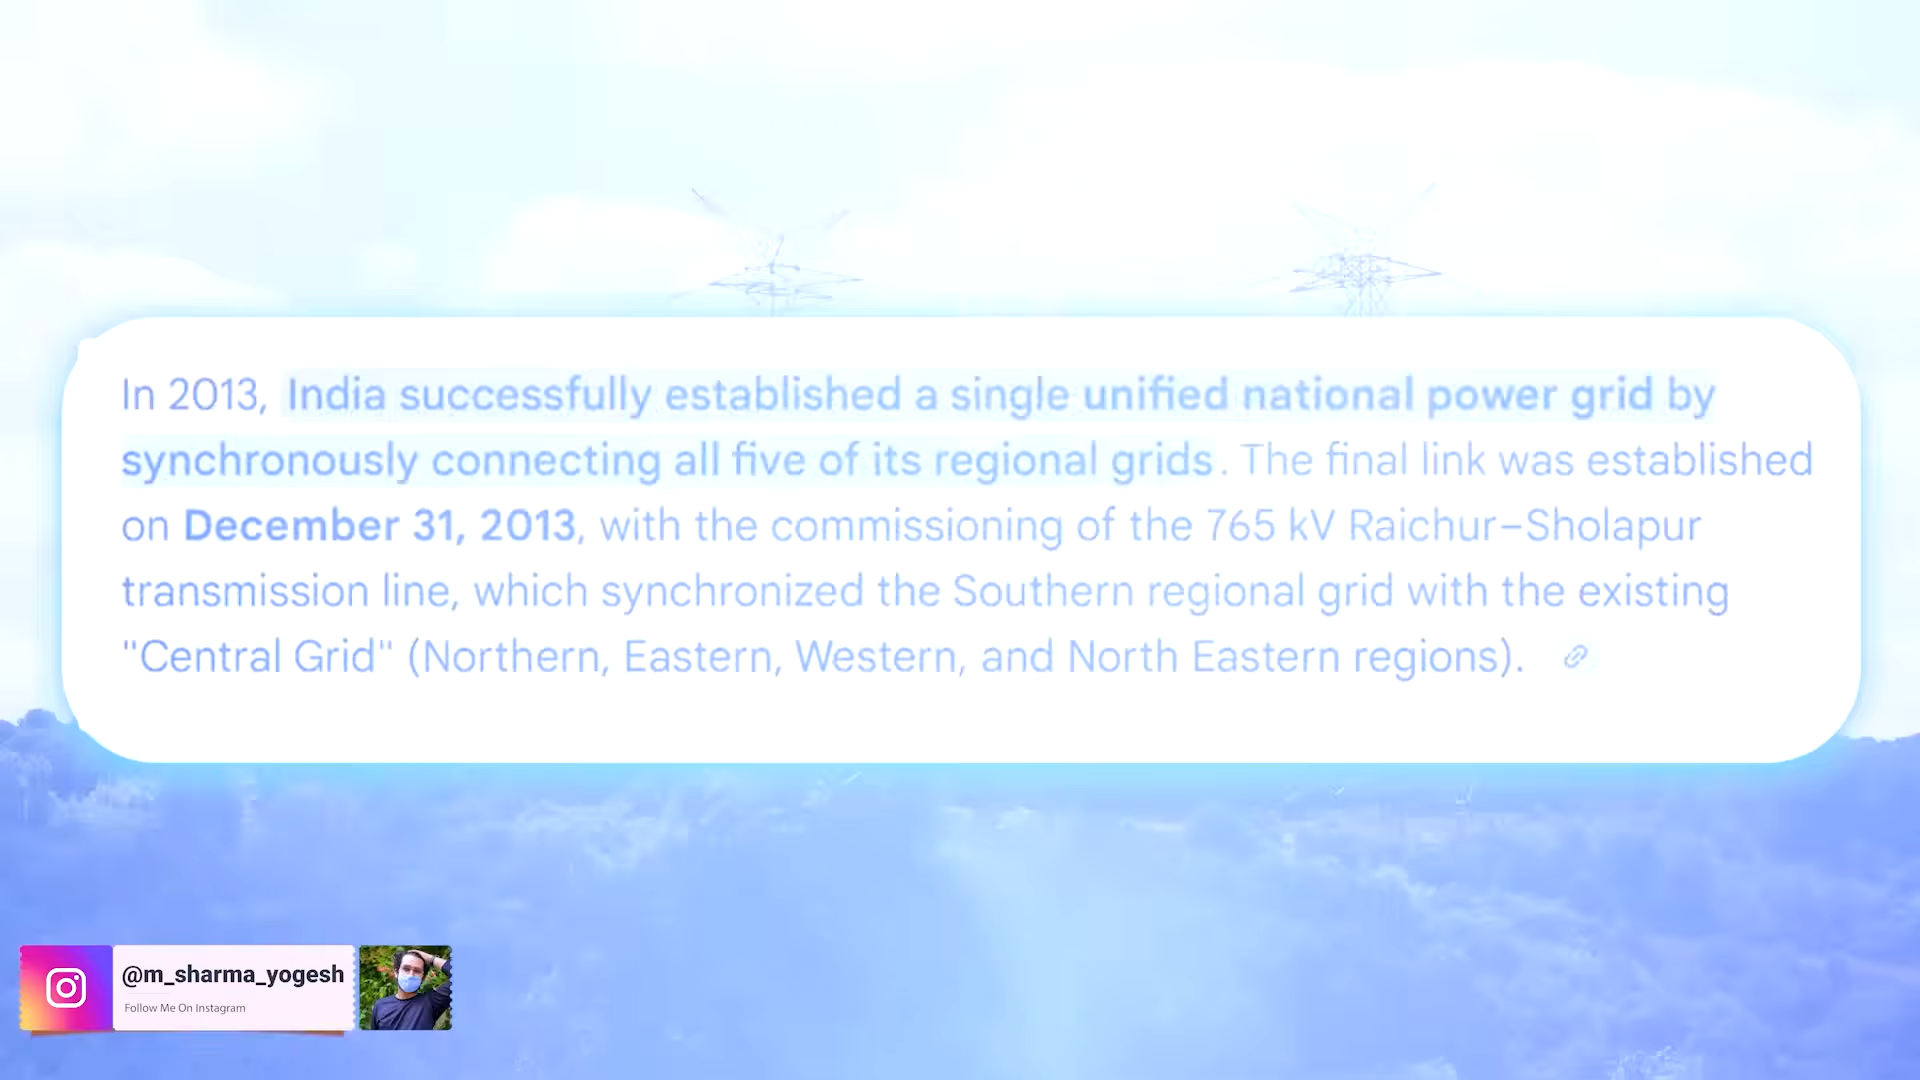 In 2013, India successfully established a single unified national power grid by
synchronously connecting all five of its regional grids. The final link was established
on December 31, 2013, with the commissioning of the 765 kV Raichur–Sholapur
transmission line, which synchronized the Southern regional grid with the existing
"Central Grid" (Northern, Eastern, Western, and North Eastern regions).
@m_sharma_yogesh
Follow Me On Instagram